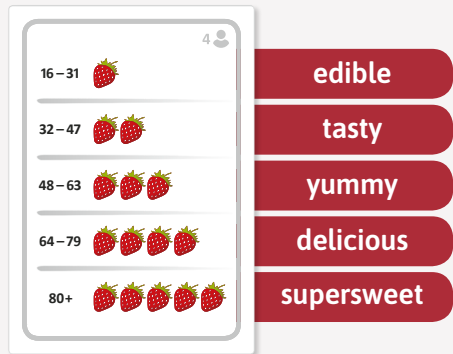 4
16–31 edible
32–47 tasty
48–63 yummy
64–79 delicious
80+ supersweet